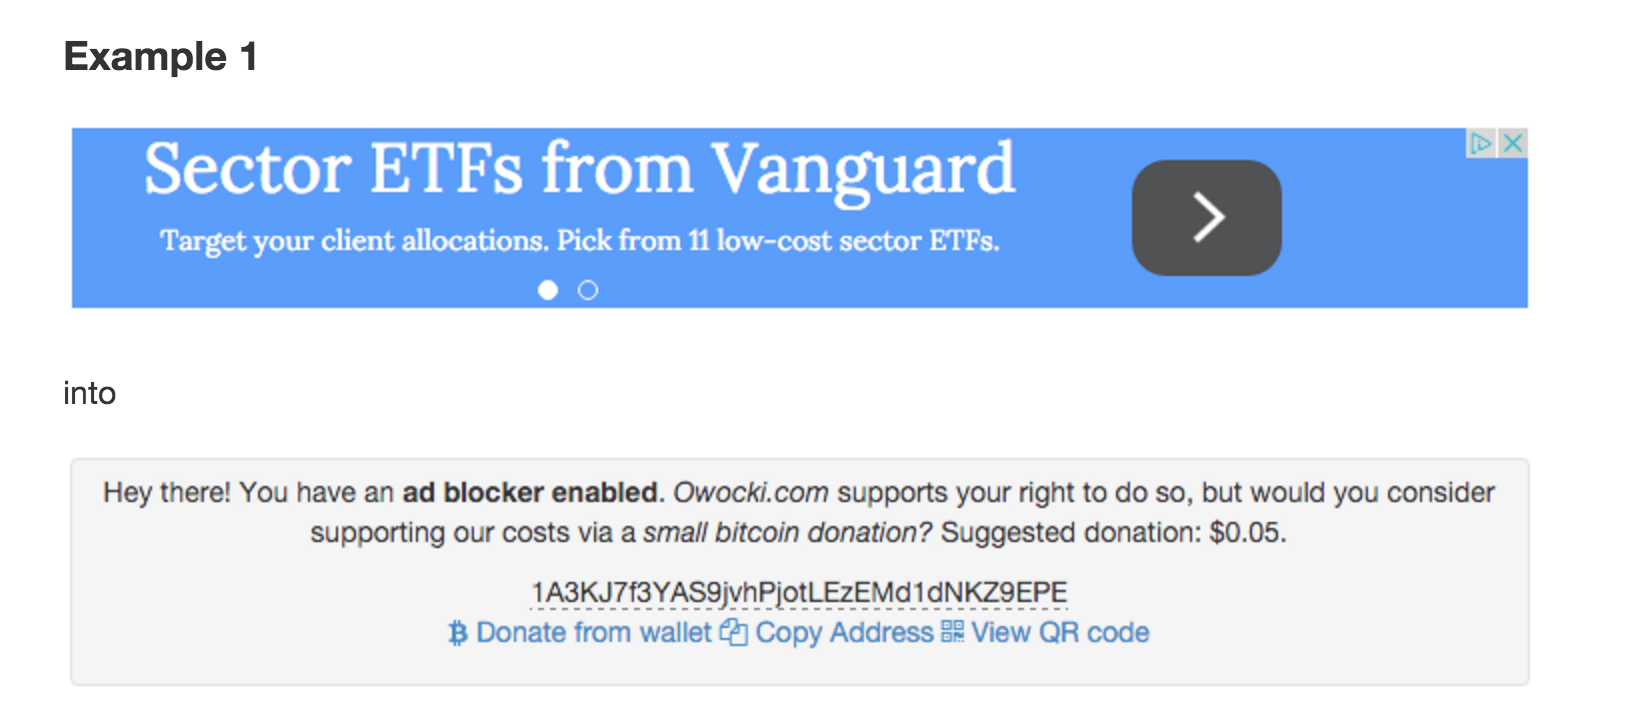 Example 1
Sector ETFs from Vanguard
Target your client allocations. Pick from 11 low-cost sector ETFs.
into
Hey there! You have an ad blocker enabled. Owocki.com supports your right to do so, but would you consider
supporting our costs via a small bitcoin donation? Suggested donation: $0.05.
1A3KJ7f3YAS9jvhPjotLEzEMd1dNKZ9EPE
Donate from wallet Copy Address View QR code